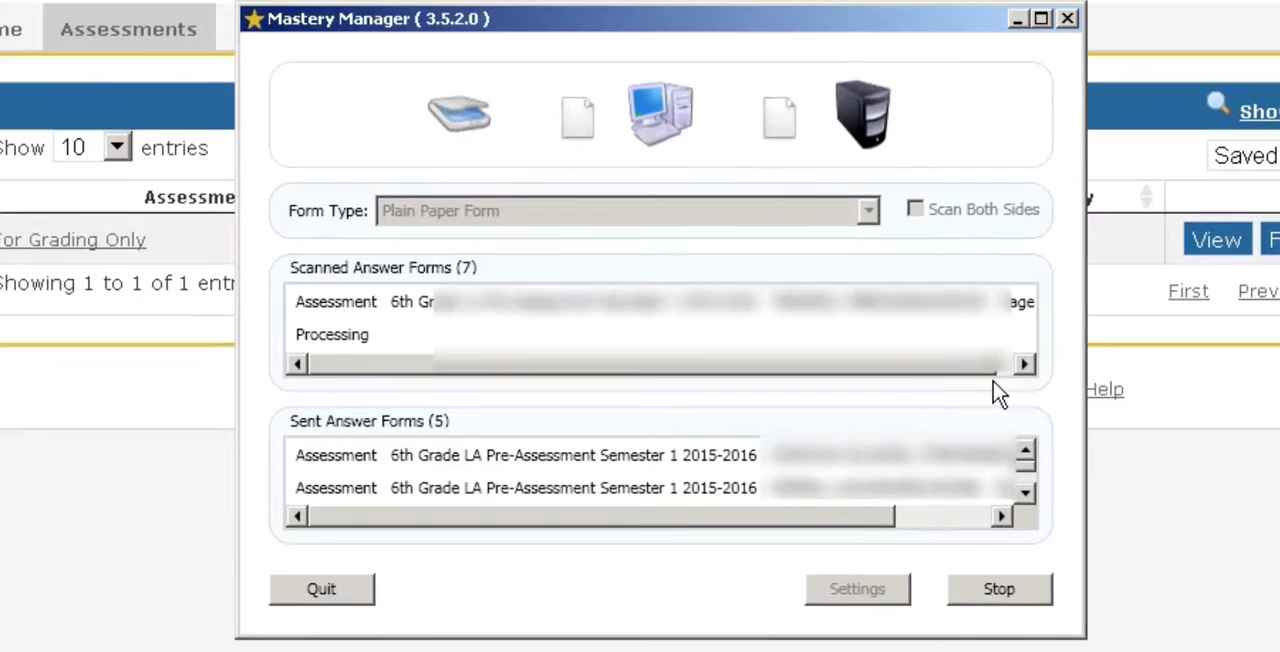 Mastery Manager ( 3.5.2.0 )
Assessments
Show 10 entries
Saved
Form Type: Plain Paper Form Scan Both Sides
Assessme
For Grading Only
View
Showing 1 to 1 of 1 entr
First Prev
Scanned Answer Forms (7)
Assessment 6th Gr age
Processing
Help
Sent Answer Forms (5)
Assessment 6th Grade LA Pre-Assessment Semester 1 2015-2016
Assessment 6th Grade LA Pre-Assessment Semester 1 2015-2016
Quit Settings Stop